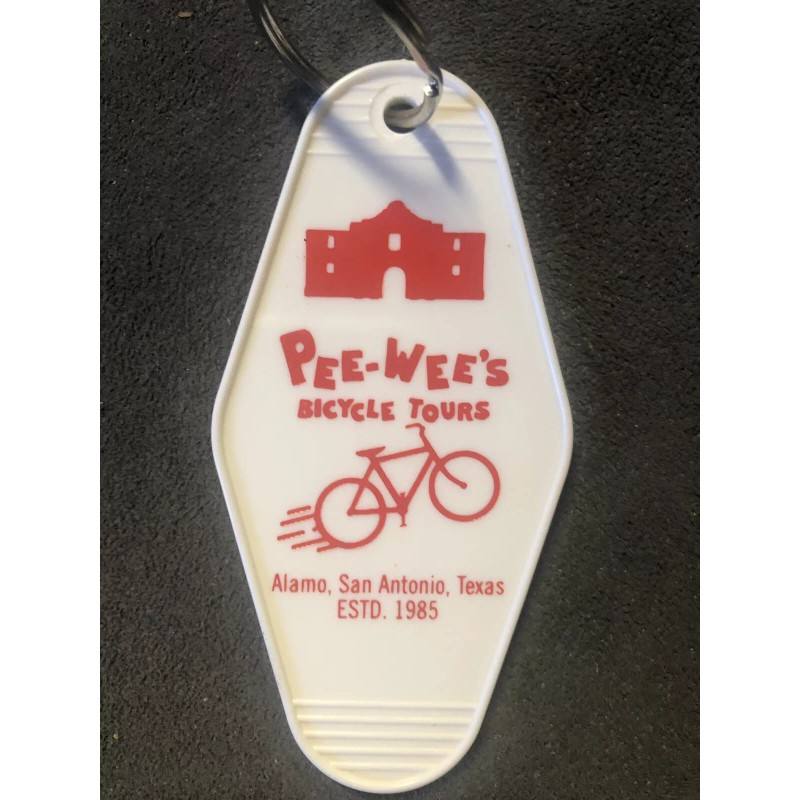 PEE-WEE'S
BICYCLE TOURS
Alamo, San Antonio, Texas
ESTD. 1985